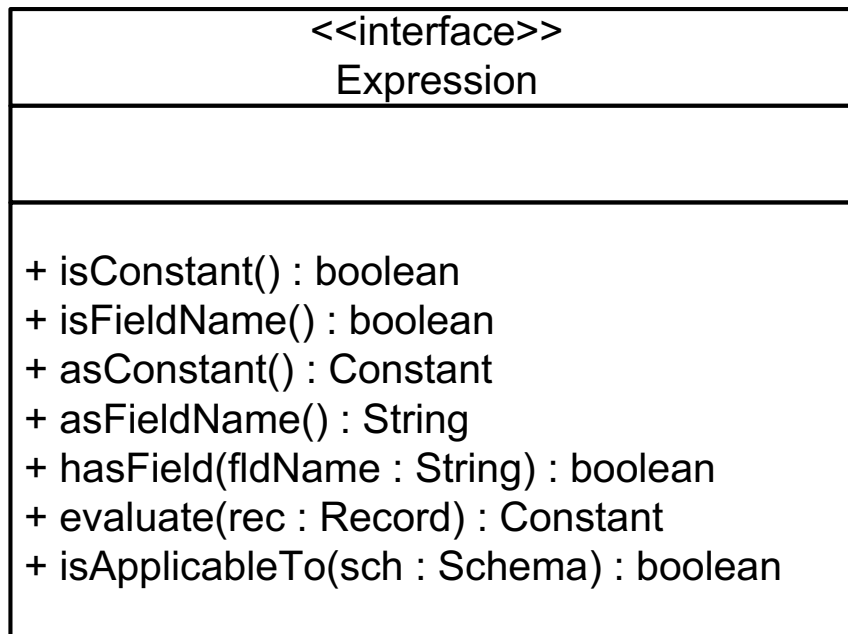 <<interface>>
Expression
+ isConstant() : boolean
+ isFieldName() : boolean
+ asConstant() : Constant
+ asFieldName() : String
+ hasField(fldName : String) : boolean
+ evaluate(rec : Record) : Constant
+ isApplicableTo(sch : Schema) : boolean